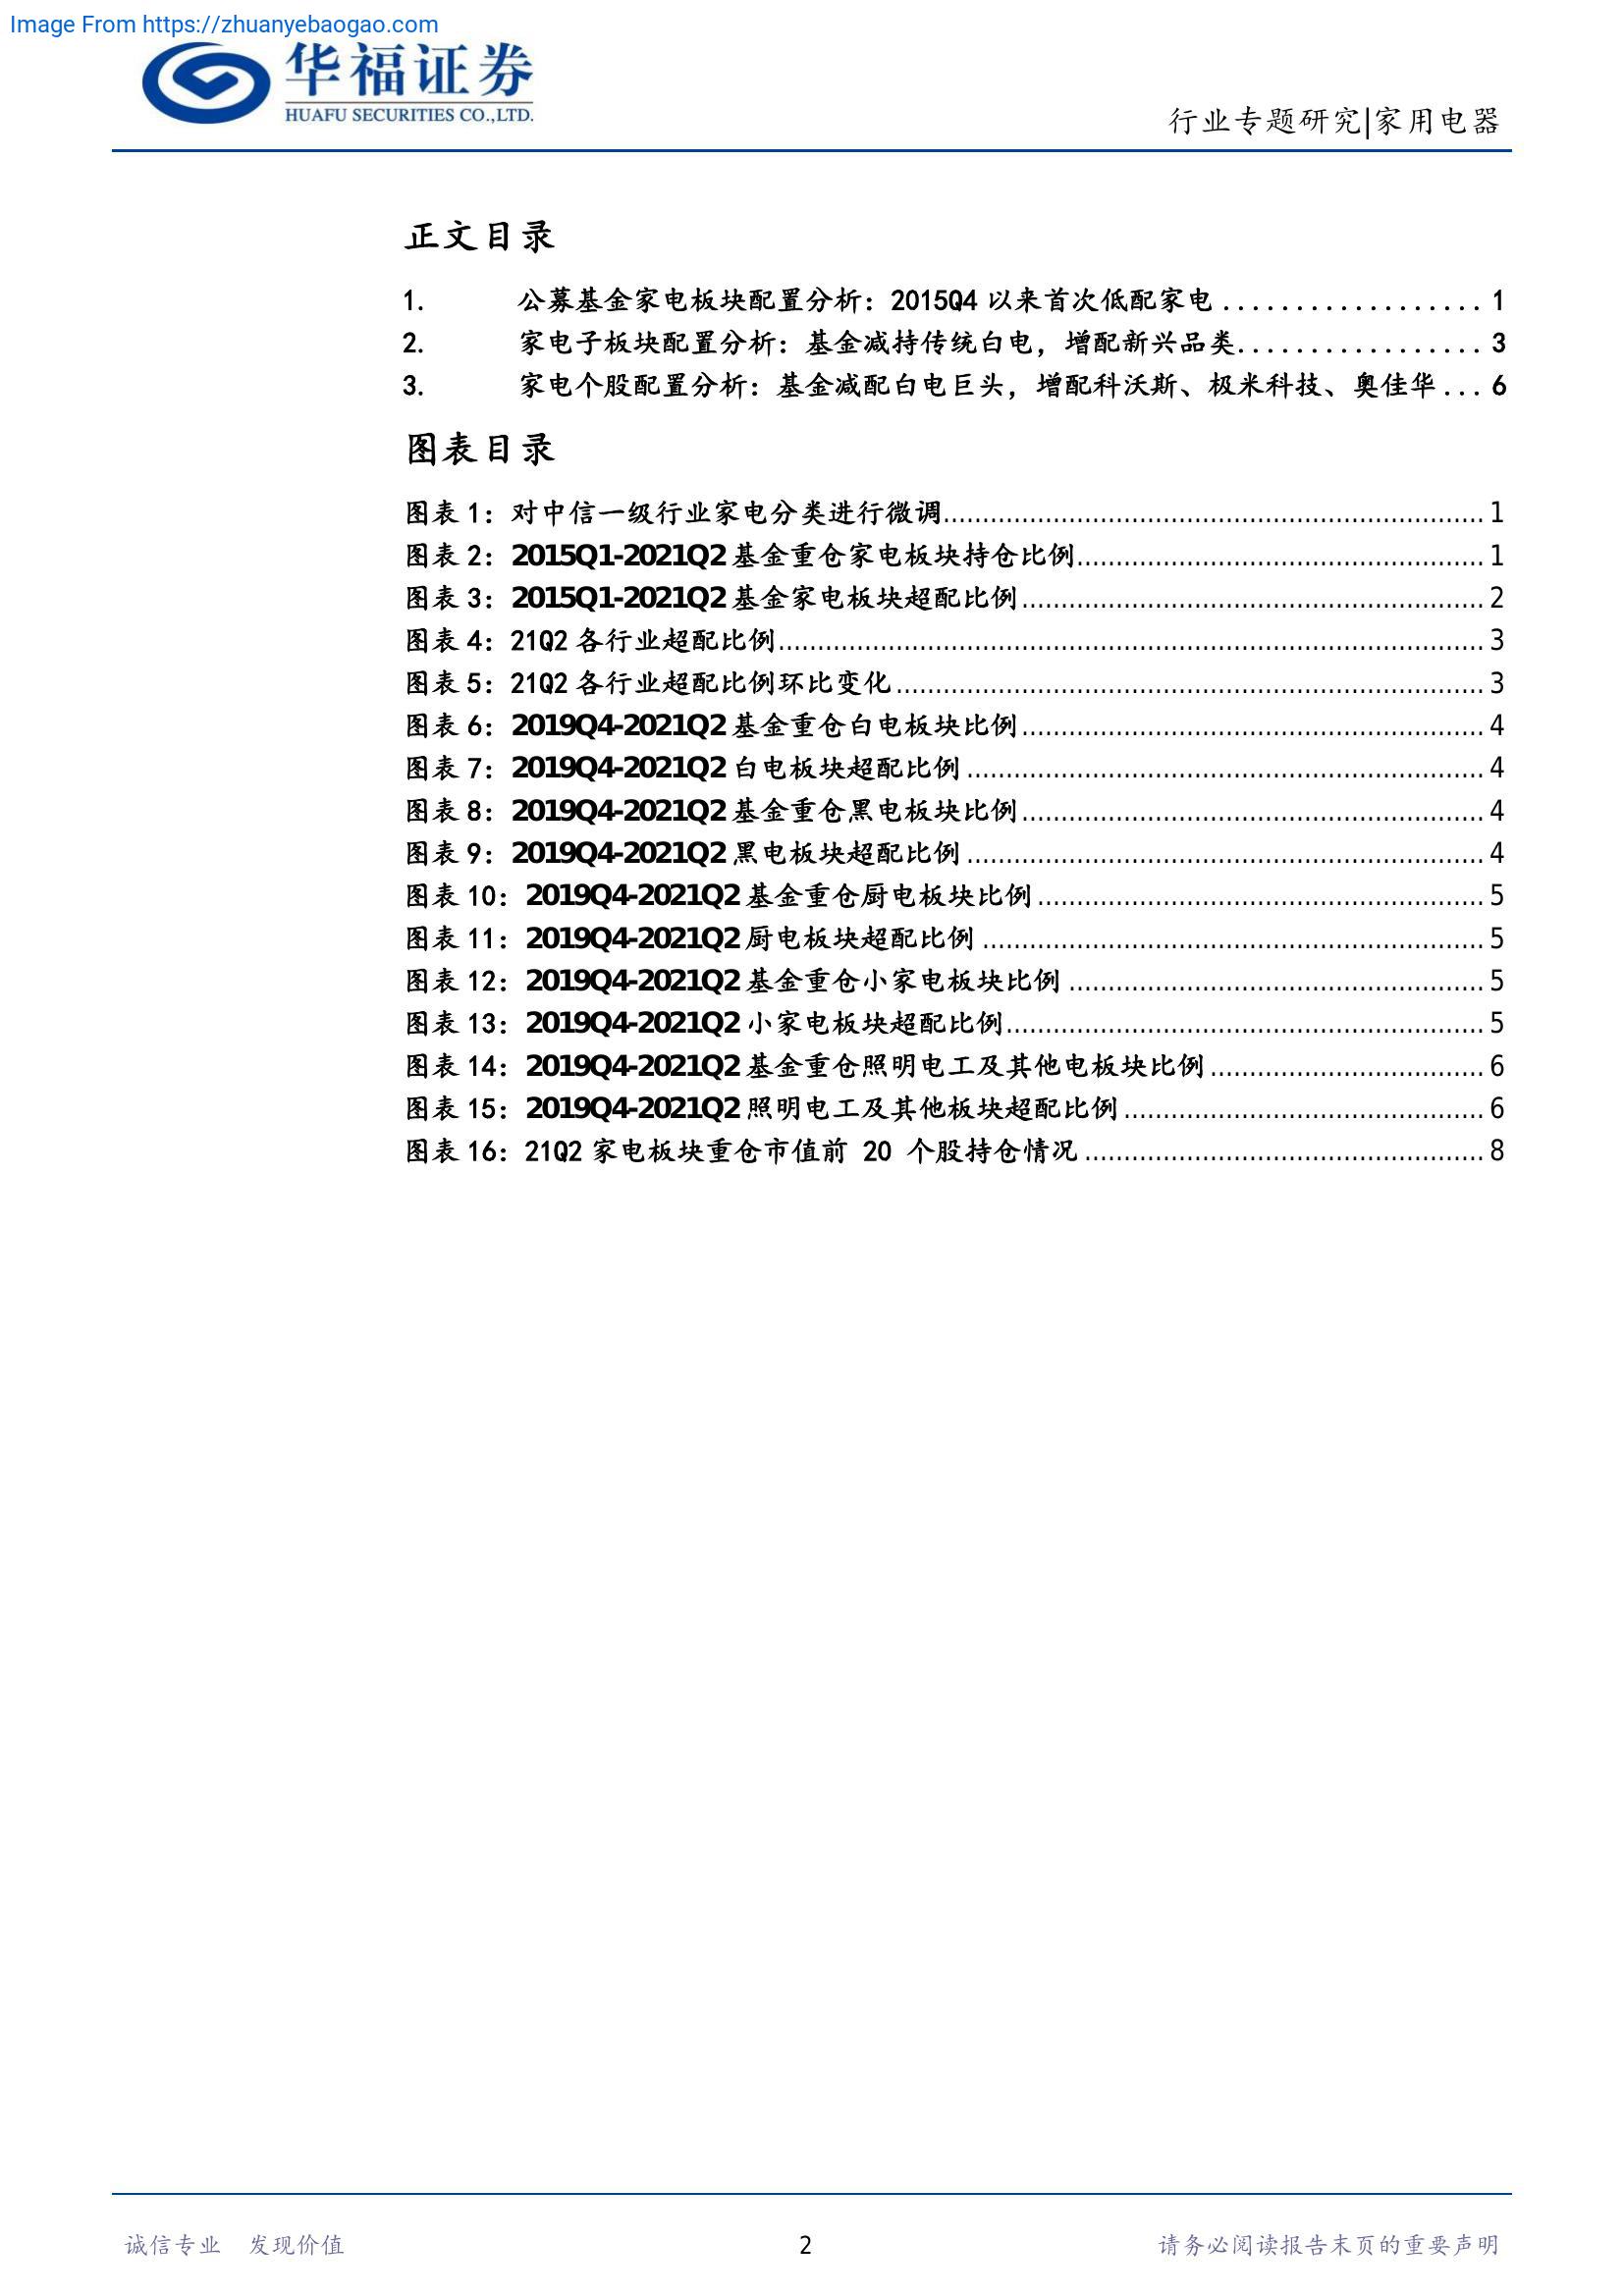 Image From https://zhuanyebaogao.com
华福证券
HUAFU SECURITIES CO.,LTD.
行业专题研究|家用电器
正文目录
1. 公募基金家电板块配置分析：2015Q4 以来首次低配家电 .................. 1
2. 家电子板块配置分析：基金减持传统白电，增配新兴品类................. 3
3. 家电个股配置分析：基金减配白电巨头，增配科沃斯、极米科技、奥佳华 ... 6
图表目录
图表 1：对中信一级行业家电分类进行微调..................................................................... 1
图表 2：2015Q1-2021Q2 基金重仓家电板块持仓比例.................................................... 1
图表 3：2015Q1-2021Q2 基金家电板块超配比例........................................................... 2
图表 4：21Q2 各行业超配比例.......................................................................................... 3
图表 5：21Q2 各行业超配比例环比变化........................................................................... 3
图表 6：2019Q4-2021Q2 基金重仓白电板块比例........................................................... 4
图表 7：2019Q4-2021Q2 白电板块超配比例.................................................................. 4
图表 8：2019Q4-2021Q2 基金重仓黑电板块比例........................................................... 4
图表 9：2019Q4-2021Q2 黑电板块超配比例.................................................................. 4
图表 10：2019Q4-2021Q2 基金重仓厨电板块比例......................................................... 5
图表 11：2019Q4-2021Q2 厨电板块超配比例................................................................ 5
图表 12：2019Q4-2021Q2 基金重仓小家电板块比例..................................................... 5
图表 13：2019Q4-2021Q2 小家电板块超配比例............................................................. 5
图表 14：2019Q4-2021Q2 基金重仓照明电工及其他电板块比例................................... 6
图表 15：2019Q4-2021Q2 照明电工及其他板块超配比例.............................................. 6
图表 16：21Q2 家电板块重仓市值前 20 个股持仓情况................................................... 8
诚信专业 发现价值
2
请务必阅读报告末页的重要声明